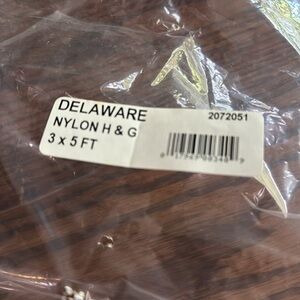 DELAWARE 2072051
NYLON H & G
3 x 5 FT